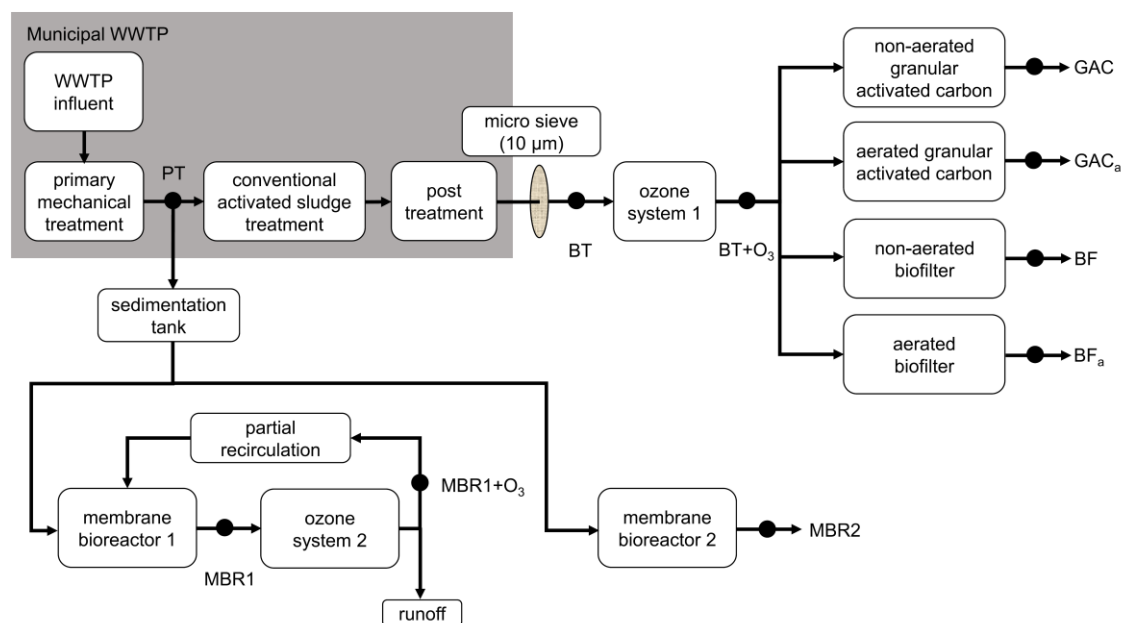 Municipal WWTP
WWTP
influent
primary
mechanical
treatment
PT
conventional
activated sludge
treatment
post
treatment
micro sieve
(10 µm)
BT
ozone
system 1
BT+O₃
non-aerated
granular
activated carbon
GAC
aerated granular
activated carbon
GACₐ
non-aerated
biofilter
BF
aerated
biofilter
BFₐ
sedimentation
tank
partial
recirculation
MBR1+O₃
membrane
bioreactor 1
MBR1
ozone
system 2
runoff
membrane
bioreactor 2
MBR2